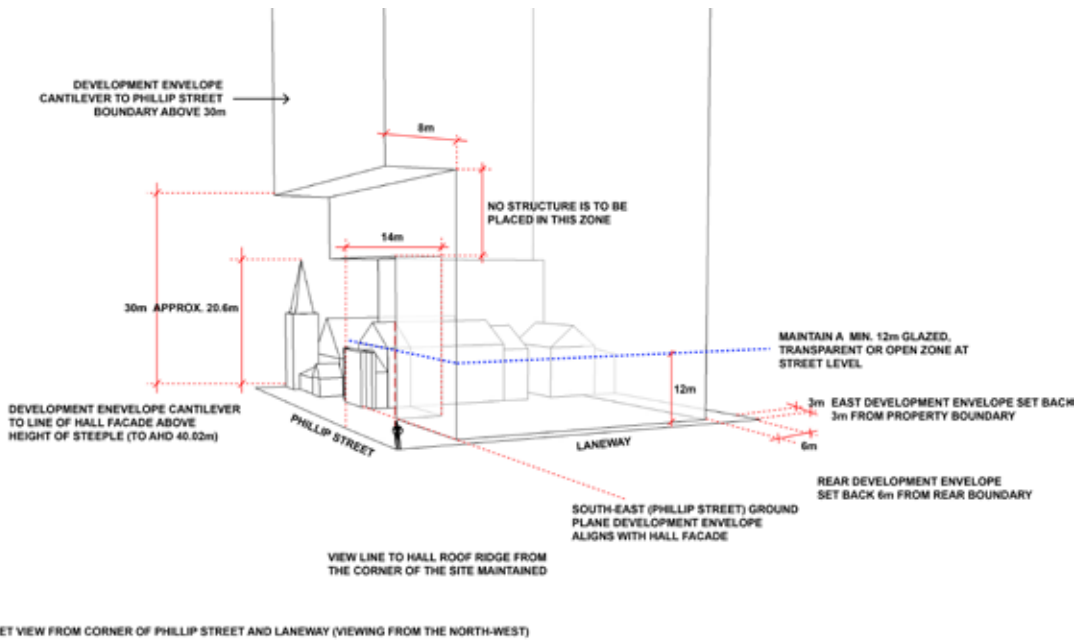 DEVELOPMENT ENVELOPE
CANTILEVER TO PHILLIP STREET
BOUNDARY ABOVE 30m
8m
NO STRUCTURE IS TO BE
PLACED IN THIS ZONE
14m
30m APPROX. 20.6m
MAINTAIN A MIN. 12m GLAZED,
TRANSPARENT OR OPEN ZONE AT
STREET LEVEL
12m
3m EAST DEVELOPMENT ENVELOPE SET BACK
3m FROM PROPERTY BOUNDARY
DEVELOPMENT ENEVELOPE CANTILEVER
TO LINE OF HALL FACADE ABOVE
HEIGHT OF STEEPLE (TO AHD 40.02m)
PHILLIP STREET
LANEWAY
6m
REAR DEVELOPMENT ENVELOPE
SET BACK 6m FROM REAR BOUNDARY
SOUTH-EAST (PHILLIP STREET) GROUND
PLANE DEVELOPMENT ENVELOPE
ALIGNS WITH HALL FACADE
VIEW LINE TO HALL ROOF RIDGE FROM
THE CORNER OF THE SITE MAINTAINED
ET VIEW FROM CORNER OF PHILLIP STREET AND LANEWAY (VIEWING FROM THE NORTH-WEST)